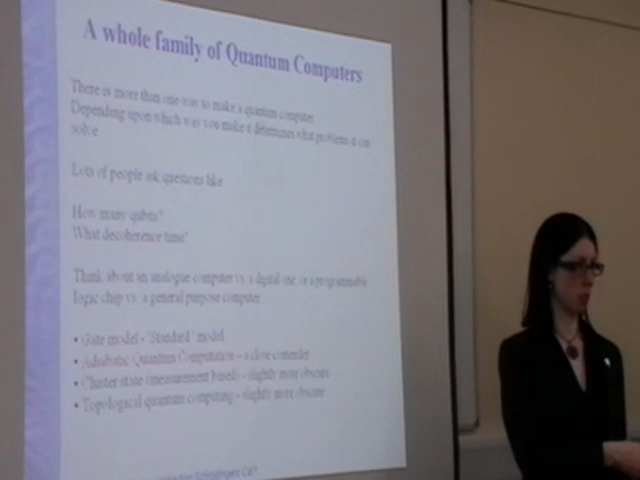 A whole family of Quantum Computers
There is more than one way to make a quantum computer
Depending upon which way you make it determines what problems it can
solve
Lots of people ask questions like
How many qubits?
What decoherence time?
Think about an analogue computer vs. a digital one, or a programmable
logic chip vs. a general purpose computer
• Gate model - "Standard" model
• Adiabatic Quantum Computation - a close contender
• Cluster state (measurement based) - slightly more obscure
• Topological quantum computing - slightly more obscure
Schrodinger's Cat